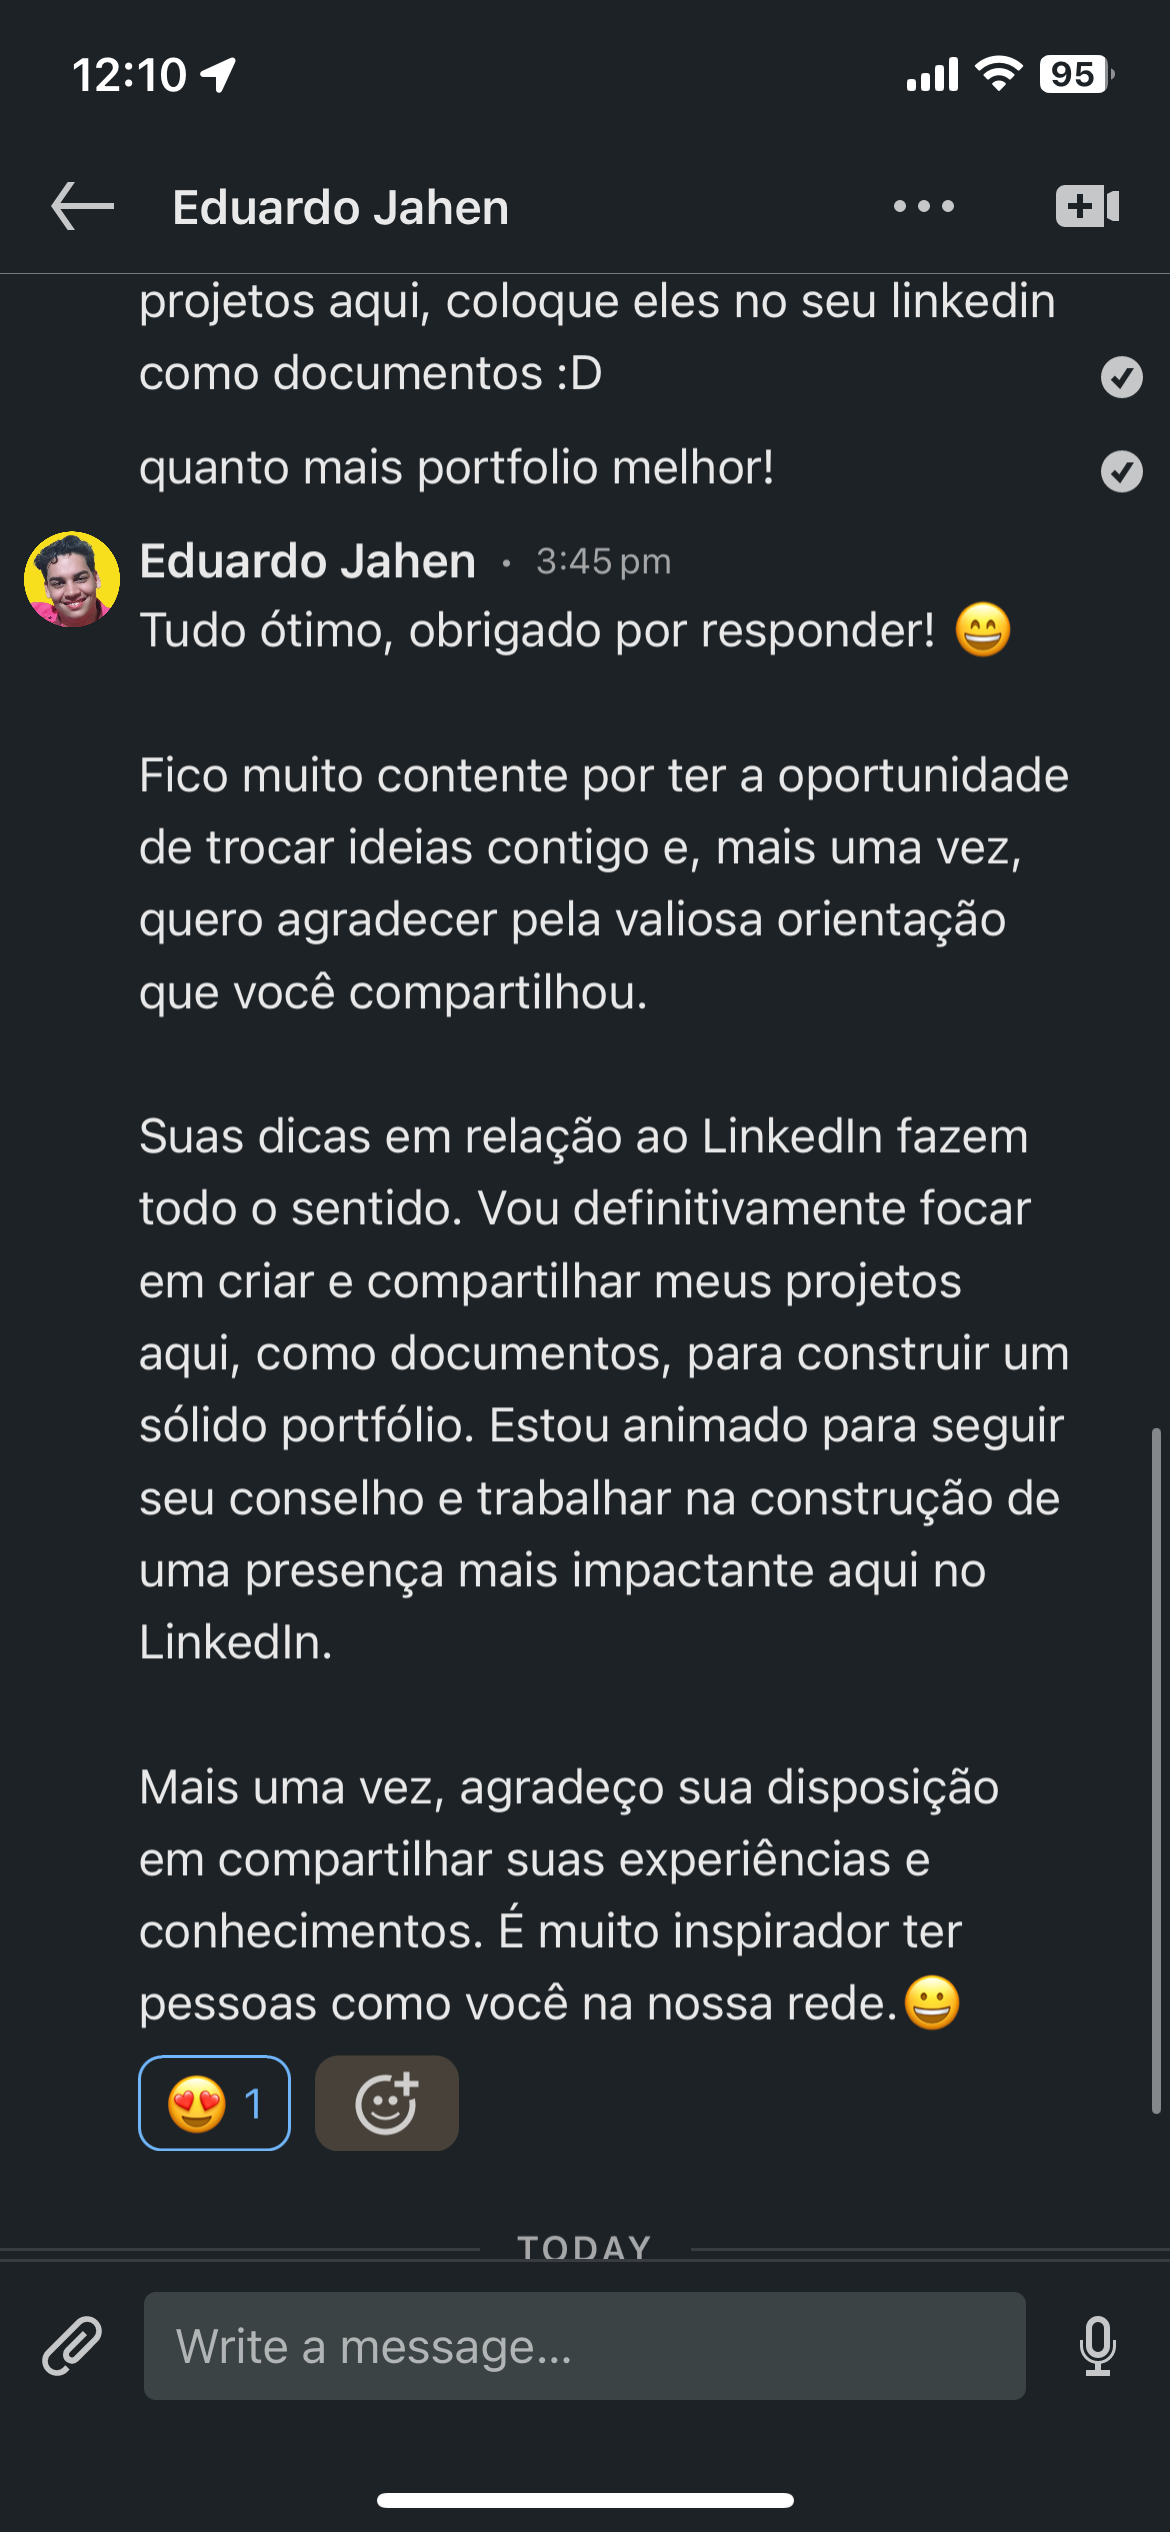 12:10
95
Eduardo Jahen
projetos aqui, coloque eles no seu linkedin
como documentos :D
quanto mais portfolio melhor!
Eduardo Jahen • 3:45 pm
Tudo ótimo, obrigado por responder! 😄
Fico muito contente por ter a oportunidade
de trocar ideias contigo e, mais uma vez,
quero agradecer pela valiosa orientação
que você compartilhou.
Suas dicas em relação ao LinkedIn fazem
todo o sentido. Vou definitivamente focar
em criar e compartilhar meus projetos
aqui, como documentos, para construir um
sólido portfólio. Estou animado para seguir
seu conselho e trabalhar na construção de
uma presença mais impactante aqui no
LinkedIn.
Mais uma vez, agradeço sua disposição
em compartilhar suas experiências e
conhecimentos. É muito inspirador ter
pessoas como você na nossa rede.😀
😍 1
TODAY
Write a message...